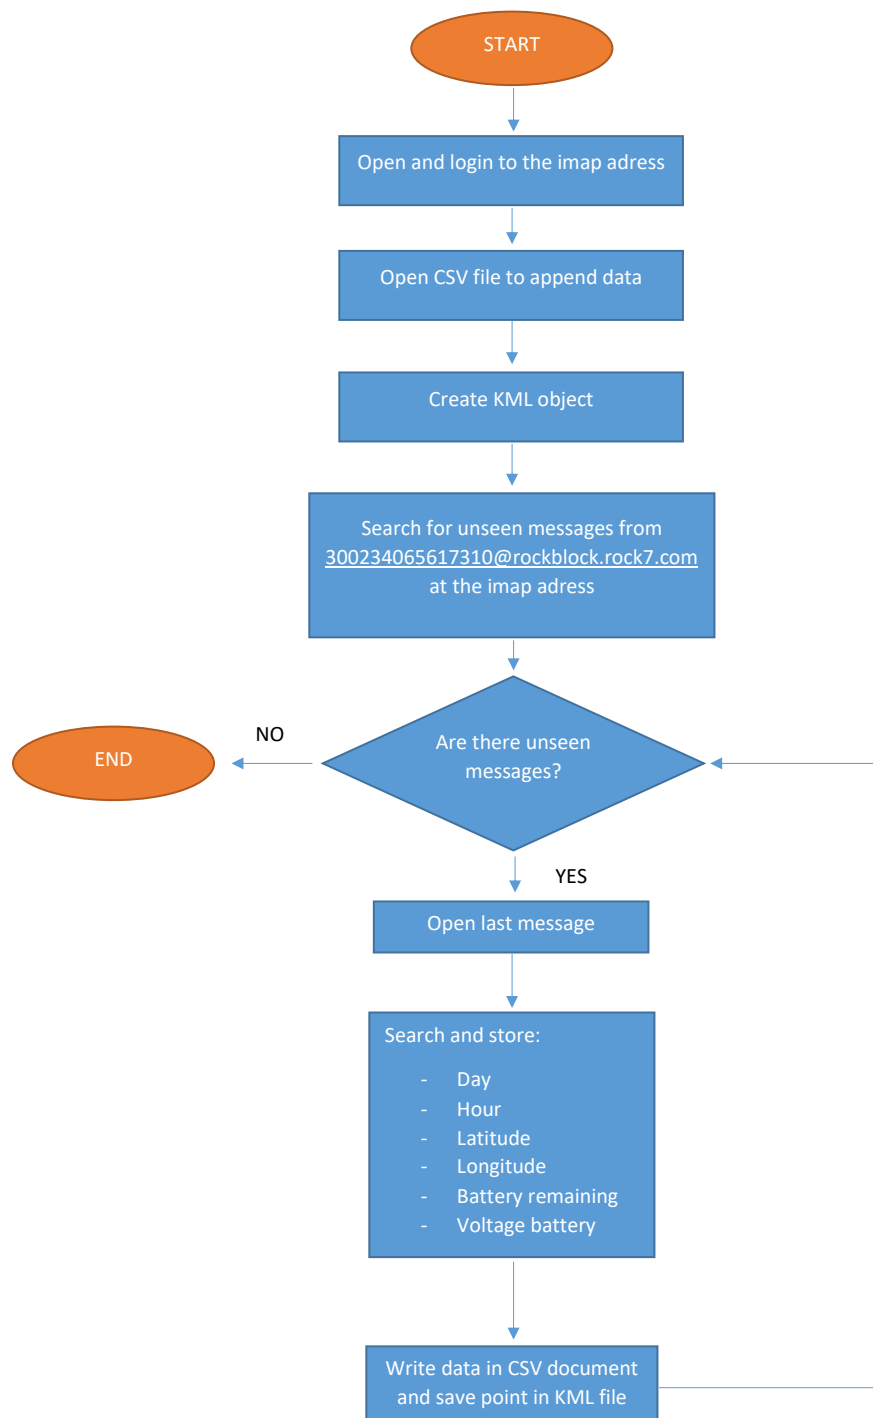 START
Open and login to the imap adress
Open CSV file to append data
Create KML object
Search for unseen messages from
300234065617310@rockblock.rock7.com
at the imap adress
Are there unseen
messages?
NO
END
YES
Open last message
Search and store:
- Day
- Hour
- Latitude
- Longitude
- Battery remaining
- Voltage battery
Write data in CSV document
and save point in KML file